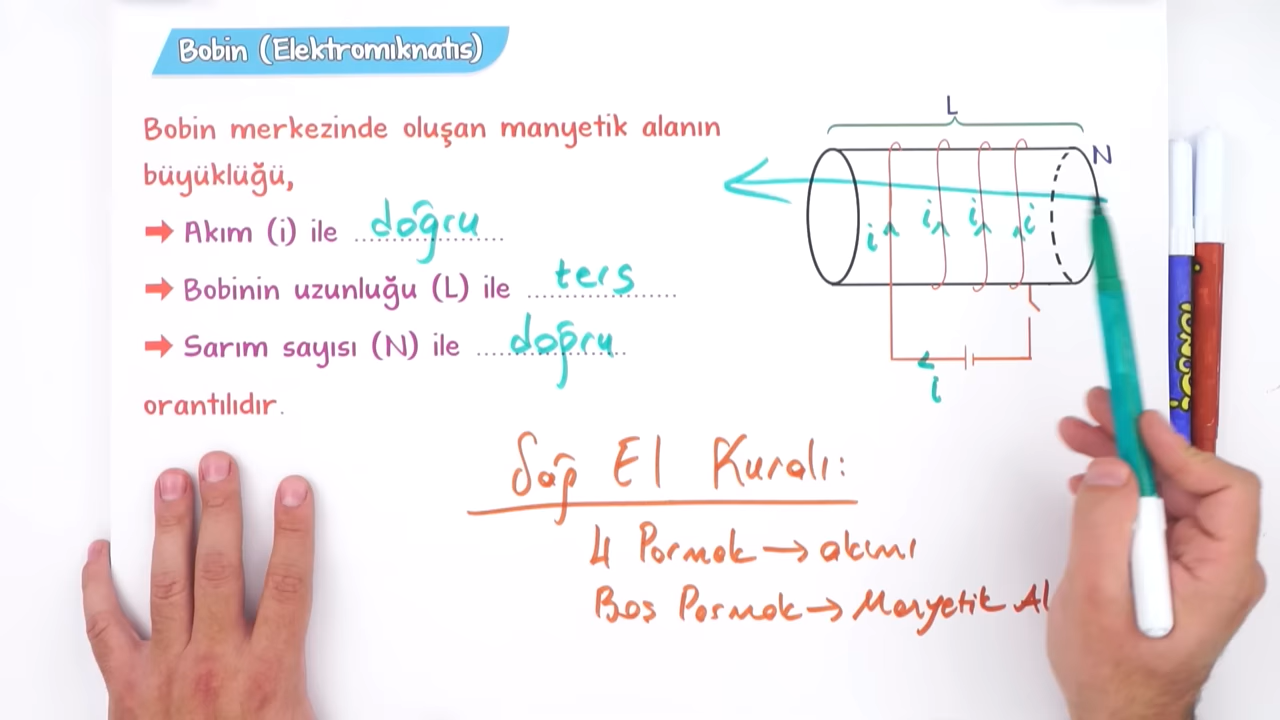 Bobin (Elektromıknatıs)
Bobin merkezinde oluşan manyetik alanın
büyüklüğü,
➡ Akım (i) ile doğru
➡ Bobinin uzunluğu (L) ile ters
➡ Sarım sayısı (N) ile doğru
orantılıdır.
L
N
i i i i
i
Sağ El Kuralı:
4 Parmak → akımı
Baş Parmak → Manyetik Al